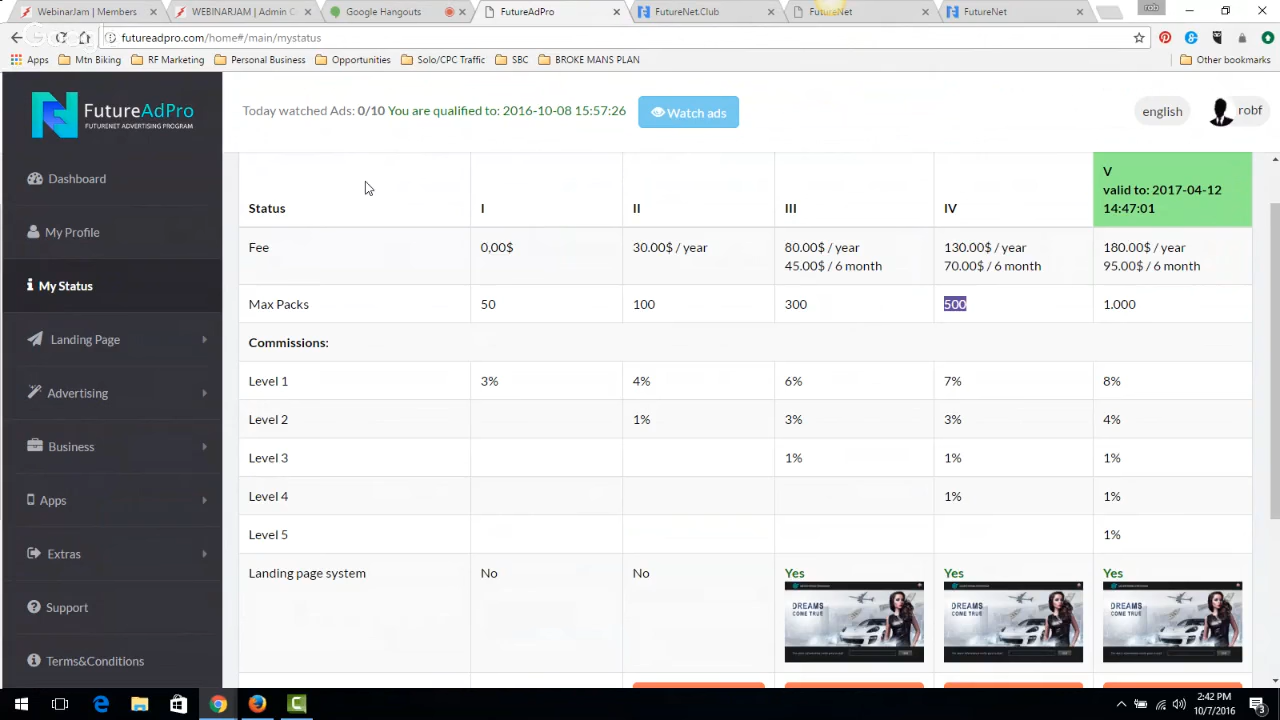 WebinarJam | Members
WEBINARJAM | Admin C
Google Hangouts
FutureAdPro
FutureNet.Club
FutureNet
FutureNet
rob
futureadpro.com/home#/main/mystatus
Apps
Mtn Biking
RF Marketing
Personal Business
Opportunities
Solo/CPC Traffic
SBC
BROKE MANS PLAN
Other bookmarks
FutureAdPro
FUTURENET ADVERTISING PROGRAM
Today watched Ads: 0/10 You are qualified to: 2016-10-08 15:57:26
Watch ads
english
robf
Dashboard
My Profile
My Status
Landing Page
Advertising
Business
Apps
Extras
Support
Terms&Conditions
Status I II III IV V
valid to: 2017-04-12
14:47:01
Fee 0,00$ 30.00$ / year 80.00$ / year 130.00$ / year 180.00$ / year
45.00$ / 6 month 70.00$ / 6 month 95.00$ / 6 month
Max Packs 50 100 300 500 1.000
Commissions:
Level 1 3% 4% 6% 7% 8%
Level 2 1% 3% 3% 4%
Level 3 1% 1% 1%
Level 4 1% 1%
Level 5 1%
Landing page system No No Yes Yes Yes
DREAMS
COME TRUE
DREAMS
COME TRUE
DREAMS
COME TRUE
2:42 PM
10/7/2016
3